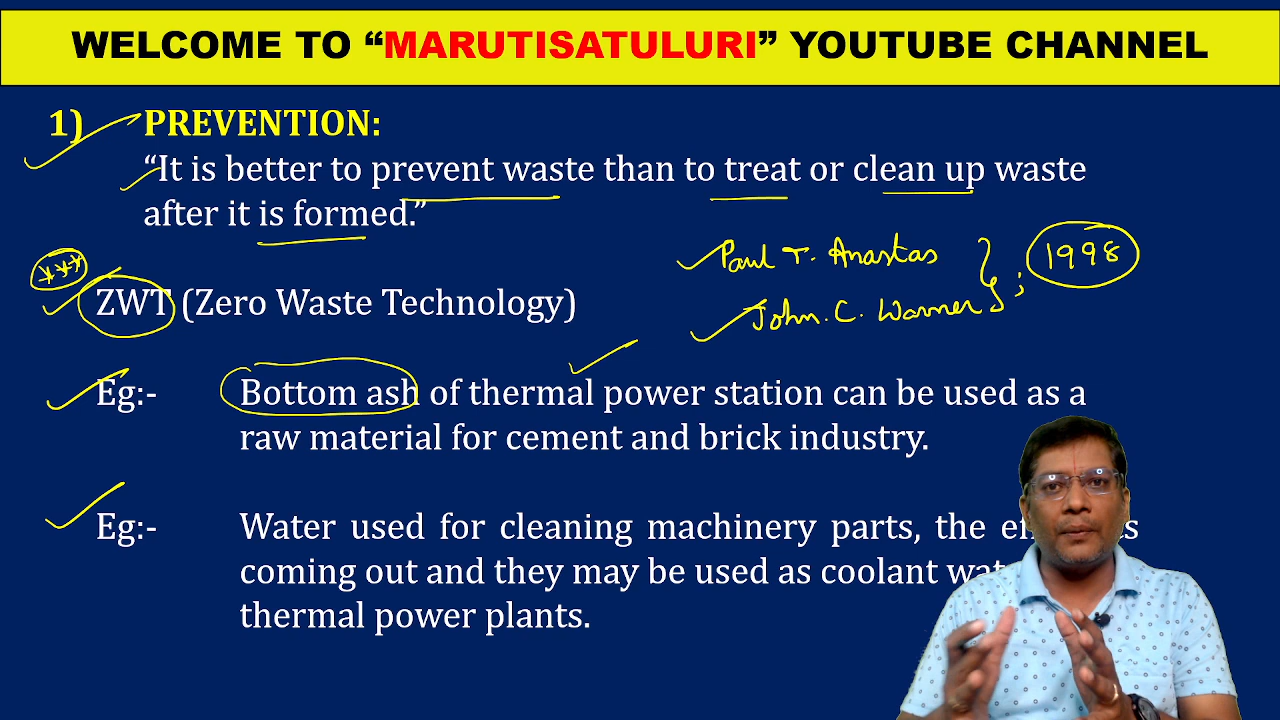 WELCOME TO “MARUTISATULURI” YOUTUBE CHANNEL
1) PREVENTION:
“It is better to prevent waste than to treat or clean up waste
after it is formed.”
Paul T. Anastas
John. C. Warner ; 1998
ZWT (Zero Waste Technology)
Eg:- Bottom ash of thermal power station can be used as a
raw material for cement and brick industry.
Eg:- Water used for cleaning machinery parts, the
coming out and they may be used as coolant
thermal power plants.